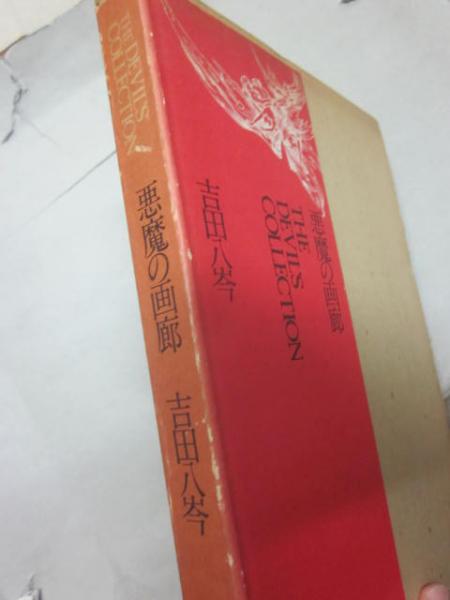 THE DEVILS
COLLECTION
悪魔の画廊
吉田八岑
悪魔の画廊
THE
DEVILS
COLLECTION
吉田八岑